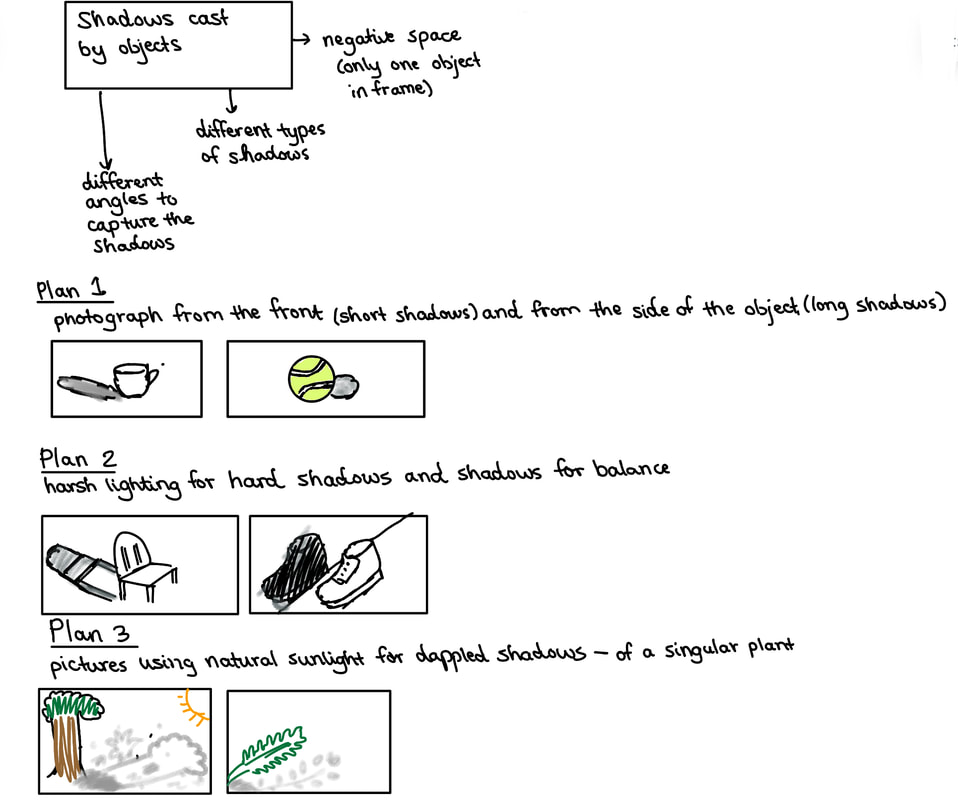 Shadows cast
by objects
negative space
(only one object
in frame)
different types
of shadows
different
angles to
capture the
shadows
Plan 1
photograph from the front (short shadows) and from the side of the object (long shadows)
Plan 2
harsh lighting for hard shadows and shadows for balance
Plan 3
pictures using natural sunlight for dappled shadows – of a singular plant